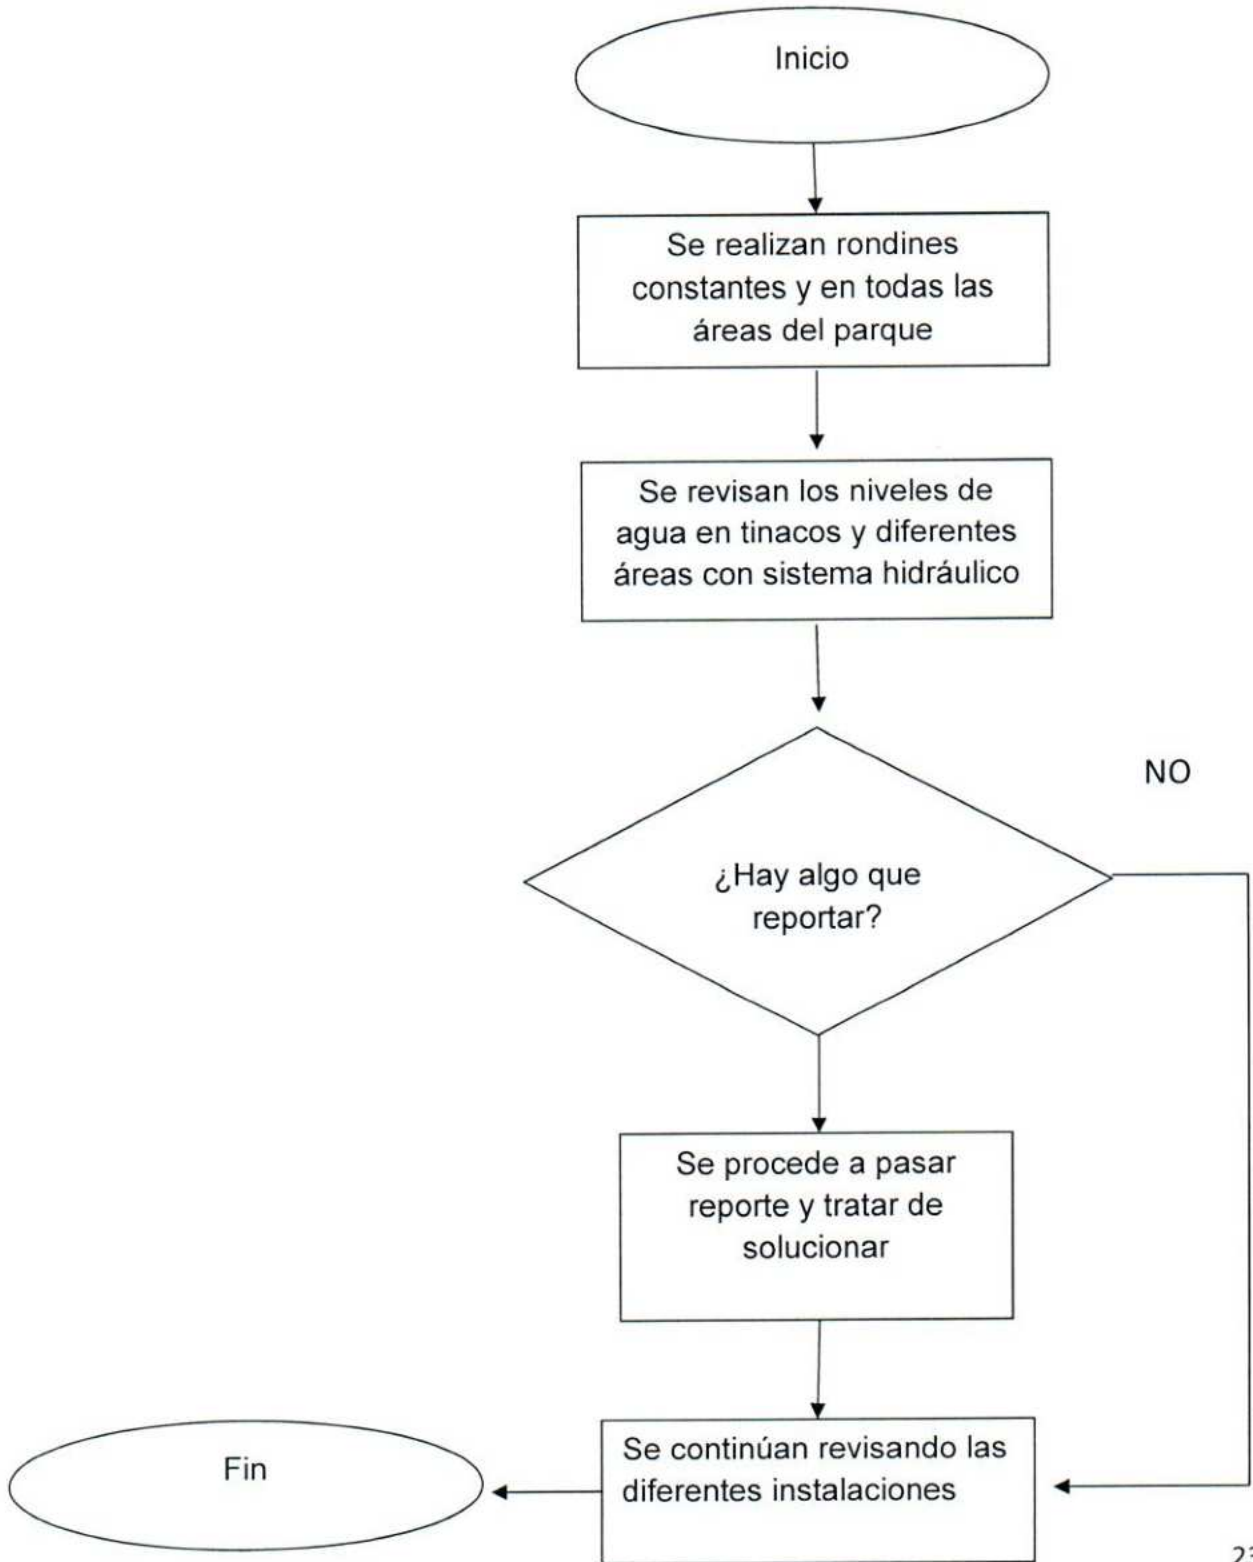 Inicio
Se realizan rondines
constantes y en todas las
áreas del parque
Se revisan los niveles de
agua en tinacos y diferentes
áreas con sistema hidráulico
NO
¿Hay algo que
reportar?
Se procede a pasar
reporte y tratar de
solucionar
Se continúan revisando las
diferentes instalaciones
Fin